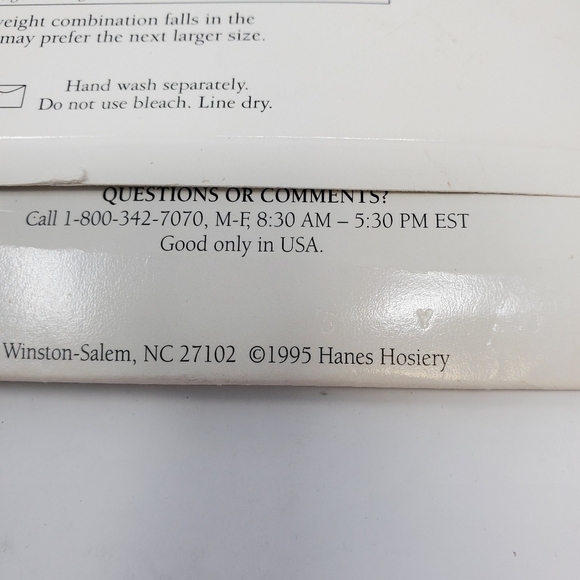 weight combination falls in the
may prefer the next larger size.
Hand wash separately.
Do not use bleach. Line dry.
QUESTIONS OR COMMENTS?
Call 1-800-342-7070, M-F, 8:30 AM – 5:30 PM EST
Good only in USA.
Winston-Salem, NC 27102 ©1995 Hanes Hosiery